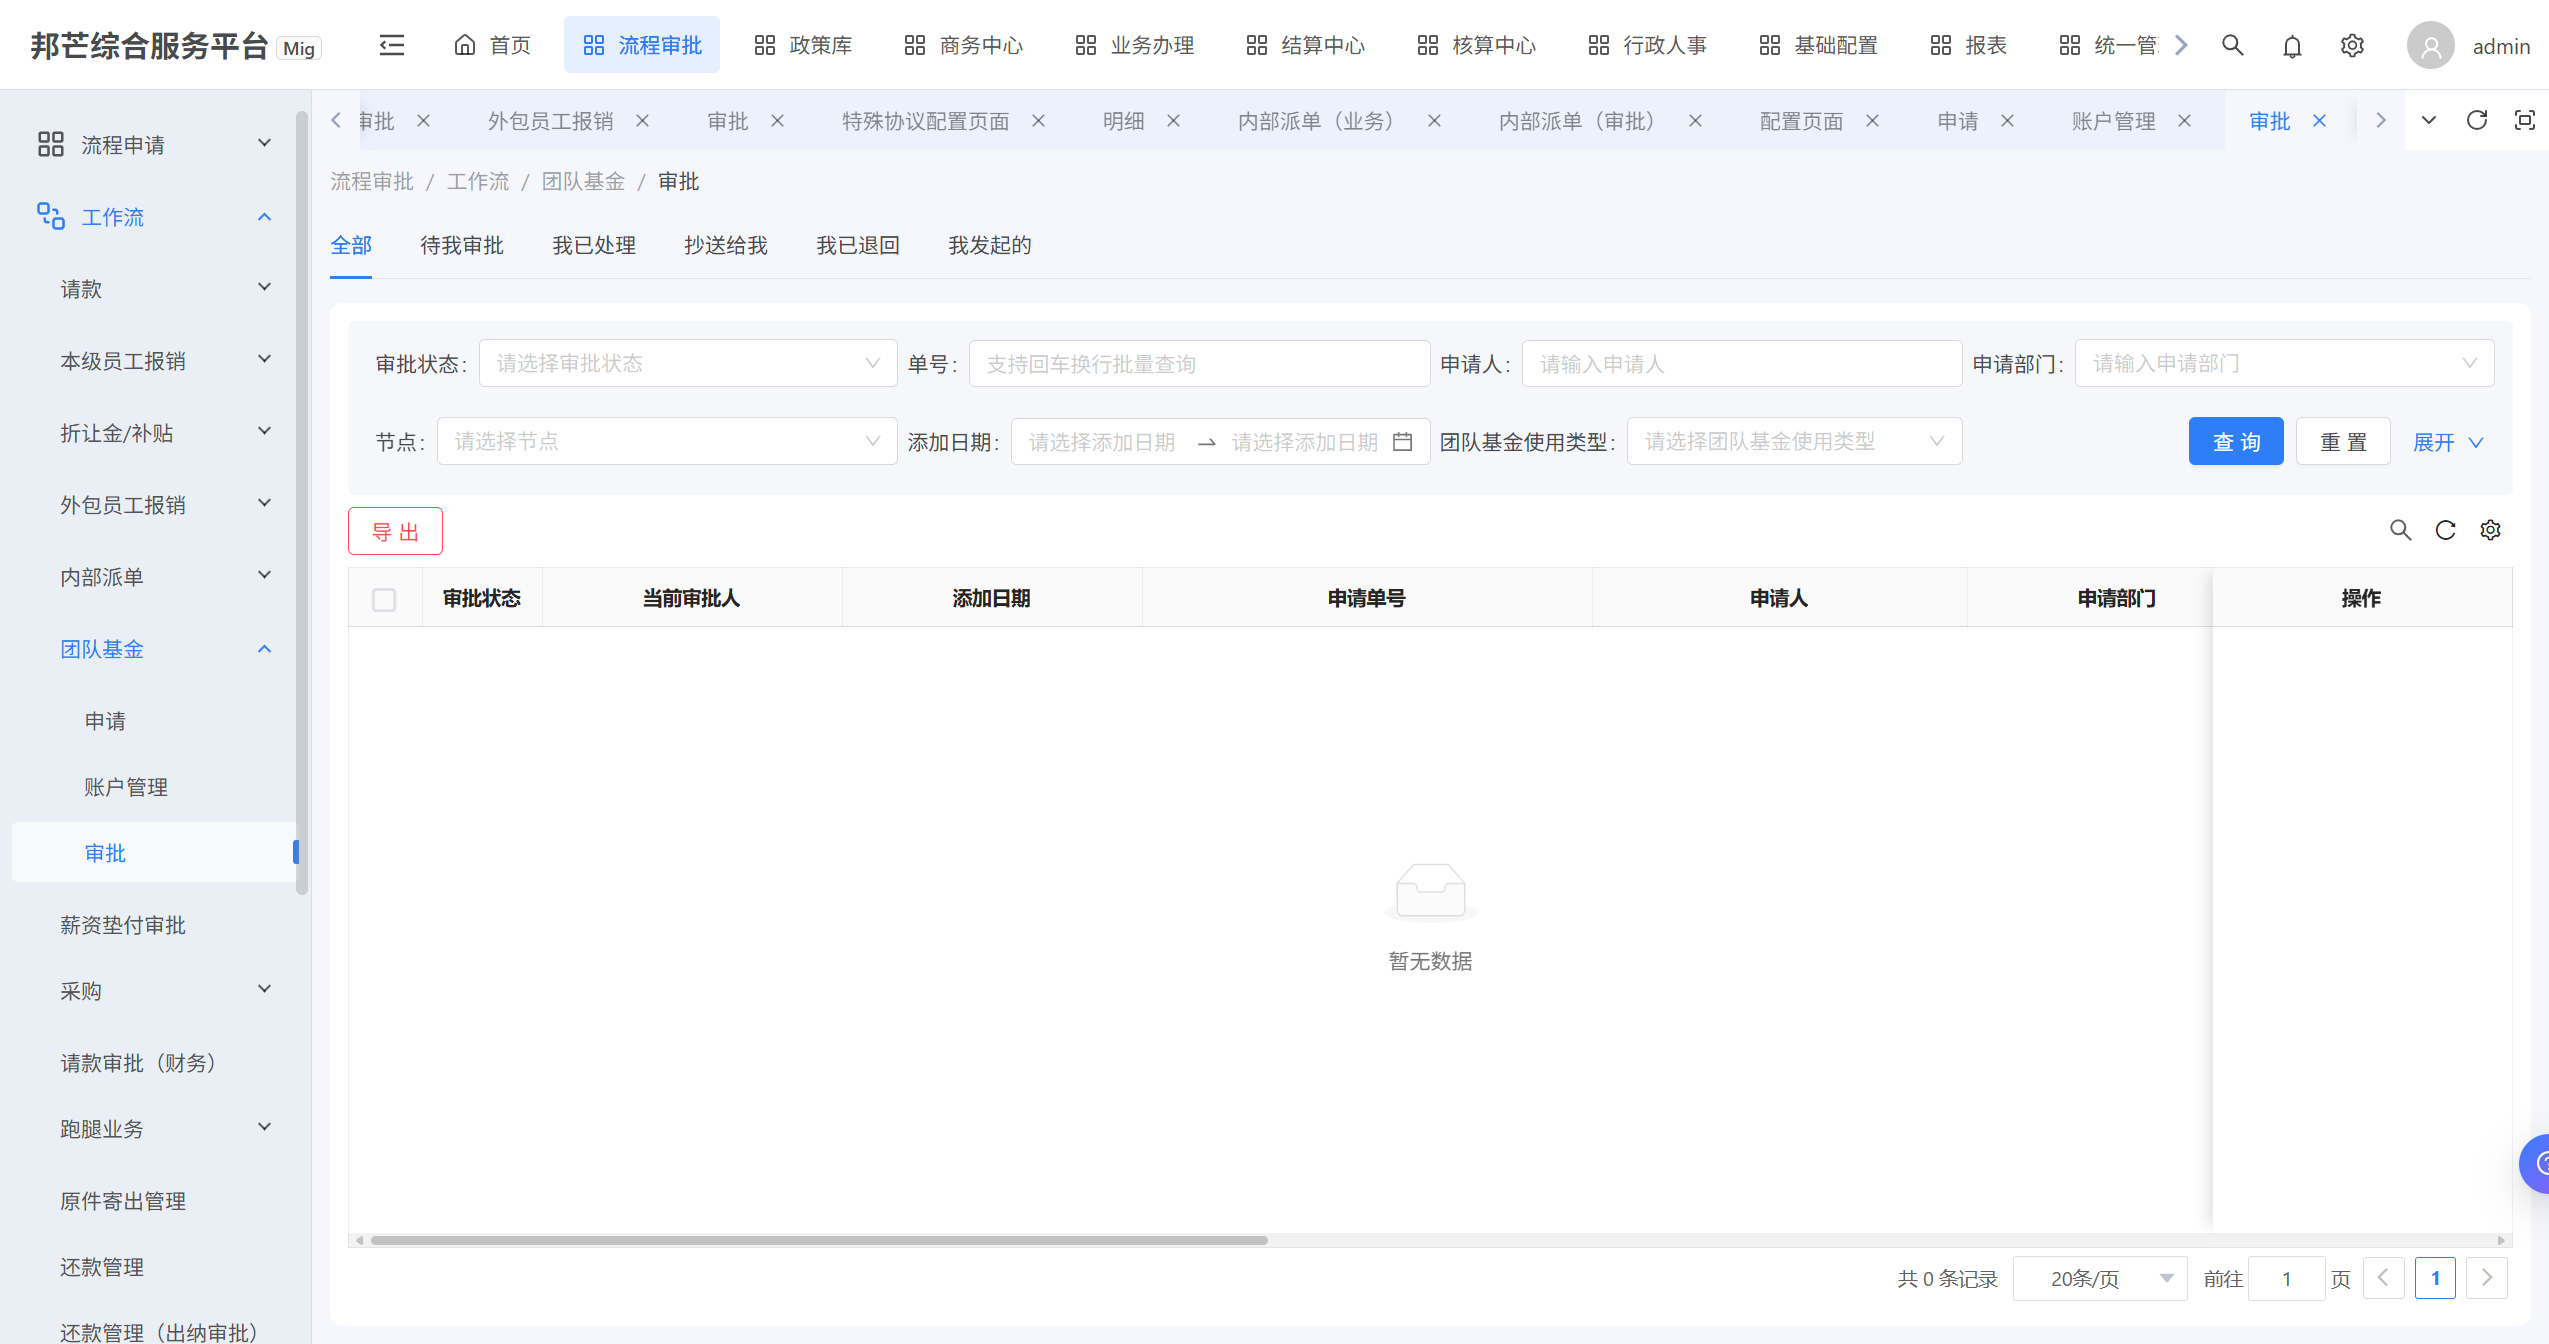 邦芒综合服务平台 Mig
首页 流程审批 政策库 商务中心 业务办理 结算中心 核算中心 行政人事 基础配置 报表 统一管
admin
审批 外包员工报销 审批 特殊协议配置页面 明细 内部派单（业务） 内部派单（审批） 配置页面 申请 账户管理 审批
流程申请
工作流
请款
本级员工报销
折让金/补贴
外包员工报销
内部派单
团队基金
申请
账户管理
审批
薪资垫付审批
采购
请款审批（财务）
跑腿业务
原件寄出管理
还款管理
还款管理（出纳审批）
流程审批 / 工作流 / 团队基金 / 审批
全部 待我审批 我已处理 抄送给我 我已退回 我发起的
审批状态: 请选择审批状态 单号: 支持回车换行批量查询 申请人: 请输入申请人 申请部门: 请输入申请部门
节点: 请选择节点 添加日期: 请选择添加日期 请选择添加日期 团队基金使用类型: 请选择团队基金使用类型 查询 重置 展开
导出
审批状态 当前审批人 添加日期 申请单号 申请人 申请部门 操作
暂无数据
共 0 条记录 20条/页 前往 1 页 1